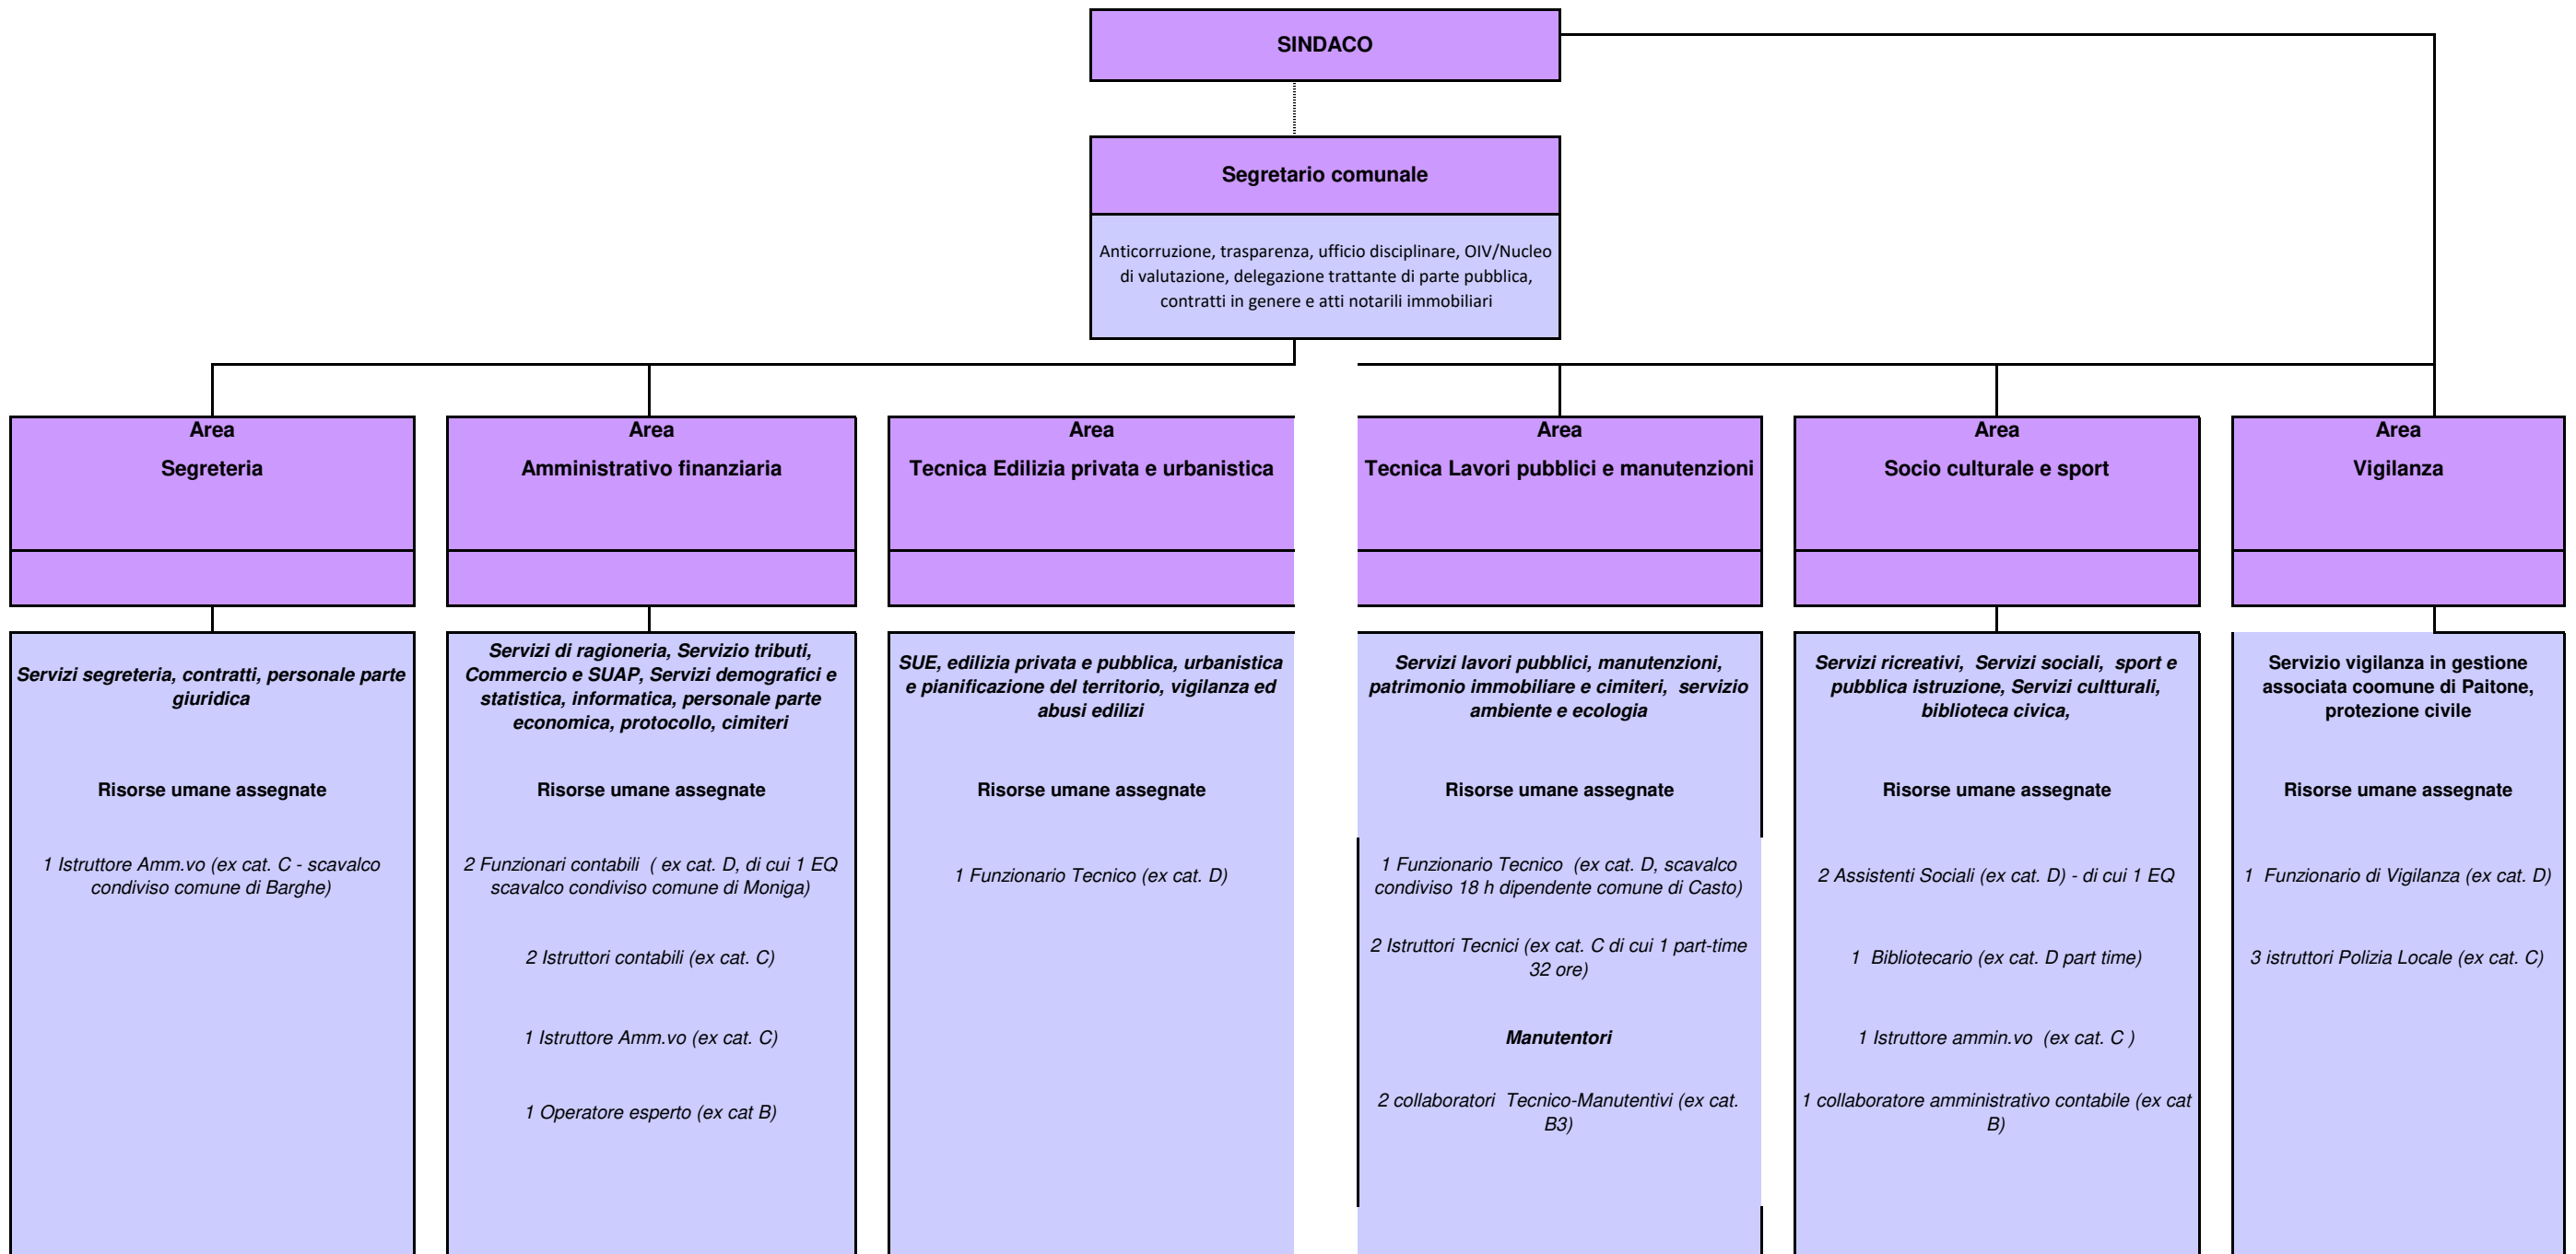 SINDACO
Segretario comunale
Anticorruzione, trasparenza, ufficio disciplinare, OIV/Nucleo
di valutazione, delegazione trattante di parte pubblica,
contratti in genere e atti notarili immobiliari
Area
Segreteria
Servizi segreteria, contratti, personale parte
giuridica
Risorse umane assegnate
1 Istruttore Amm.vo (ex cat. C - scavalco
condiviso comune di Barghe)
Area
Amministrativo finanziaria
Servizi di ragioneria, Servizio tributi,
Commercio e SUAP, Servizi demografici e
statistica, informatica, personale parte
economica, protocollo, cimiteri
Risorse umane assegnate
2 Funzionari contabili ( ex cat. D, di cui 1 EQ
scavalco condiviso comune di Moniga)
2 Istruttori contabili (ex cat. C)
1 Istruttore Amm.vo (ex cat. C)
1 Operatore esperto (ex cat B)
Area
Tecnica Edilizia privata e urbanistica
SUE, edilizia privata e pubblica, urbanistica
e pianificazione del territorio, vigilanza ed
abusi edilizi
Risorse umane assegnate
1 Funzionario Tecnico (ex cat. D)
Area
Tecnica Lavori pubblici e manutenzioni
Servizi lavori pubblici, manutenzioni,
patrimonio immobiliare e cimiteri, servizio
ambiente e ecologia
Risorse umane assegnate
1 Funzionario Tecnico (ex cat. D, scavalco
condiviso 18 h dipendente comune di Casto)
2 Istruttori Tecnici (ex cat. C di cui 1 part-time
32 ore)
Manutentori
2 collaboratori Tecnico-Manutentivi (ex cat.
B3)
Area
Socio culturale e sport
Servizi ricreativi, Servizi sociali, sport e
pubblica istruzione, Servizi cultturali,
biblioteca civica,
Risorse umane assegnate
2 Assistenti Sociali (ex cat. D) - di cui 1 EQ
1 Bibliotecario (ex cat. D part time)
1 Istruttore ammin.vo (ex cat. C )
1 collaboratore amministrativo contabile (ex cat
B)
Area
Vigilanza
Servizio vigilanza in gestione
associata coomune di Paitone,
protezione civile
Risorse umane assegnate
1 Funzionario di Vigilanza (ex cat. D)
3 istruttori Polizia Locale (ex cat. C)